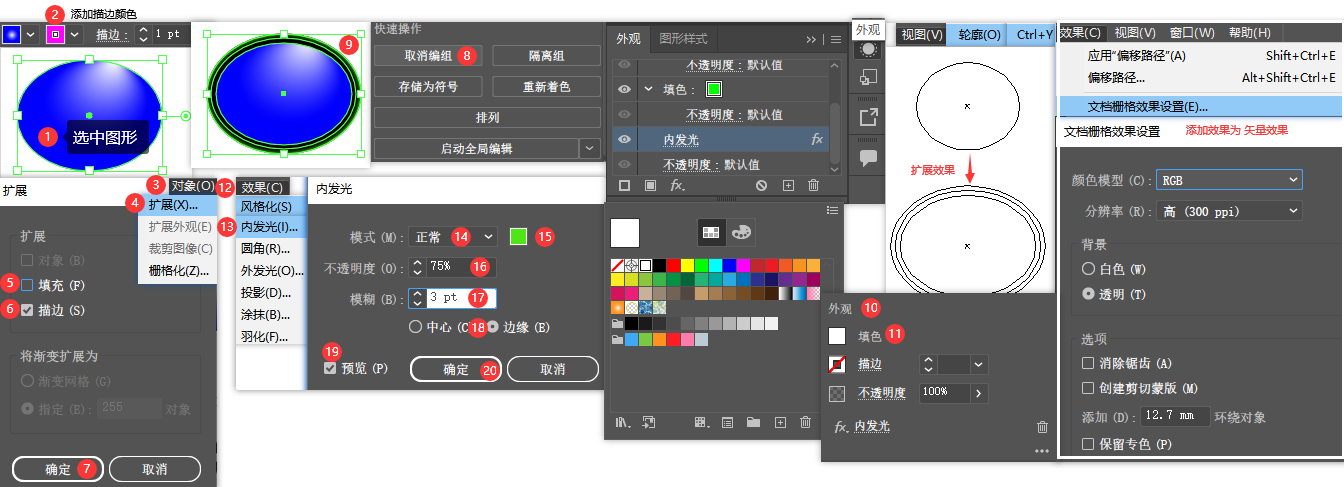 2 添加描边颜色
描边: 1 pt
1 选中图形
9
快速操作
取消编组 8 隔离组
存储为符号 重新着色
排列
启动全局编辑
外观 图形样式
不透明度: 默认值
填色:
不透明度: 默认值
内发光 fx
不透明度: 默认值
fx.
外观
视图(V) 轮廓(O) Ctrl+Y
扩展效果
效果(C) 视图(V) 窗口(W) 帮助(H)
应用“偏移路径”(A) Shift+Ctrl+E
偏移路径... Alt+Shift+Ctrl+E
文档栅格效果设置(E)...
文档栅格效果设置 添加效果为 矢量效果
颜色模型 (C): RGB
分辨率 (R): 高 (300 ppi)
背景
白色 (W)
透明 (T)
选项
消除锯齿 (A)
创建剪切蒙版 (M)
添加 (D): 12.7 mm 环绕对象
保留专色 (P)
扩展
3 对象(O)
4 扩展(X)...
扩展外观(E)
裁剪图像(C)
栅格化(Z)...
扩展
对象 (B)
5 填充 (F)
6 描边 (S)
将渐变扩展为
渐变网格 (G)
指定 (E): 255 对象
确定 7 取消
12 效果(C)
风格化(S)
13 内发光(I)...
圆角(R)...
外发光(O)...
投影(D)...
涂抹(B)...
羽化(F)...
内发光
模式 (M): 正常 14 15
不透明度 (O): 75% 16
模糊 (B): 3 pt 17
中心 (C 18 边缘 (E)
19
预览 (P) 确定 20 取消
外观 10
填色 11
描边
不透明度 100%
fx. 内发光